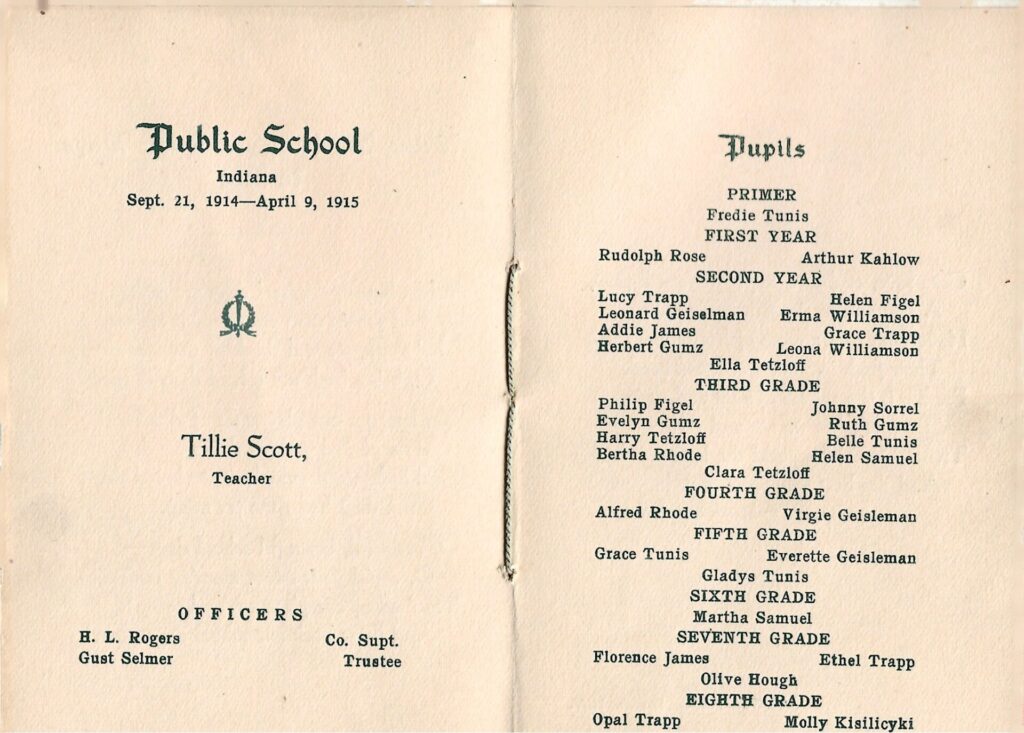 Public School
Indiana
Sept. 21, 1914—April 9, 1915
Tillie Scott,
Teacher
OFFICERS
H. L. Rogers Co. Supt.
Gust Selmer Trustee
Pupils
PRIMER
Fredie Tunis
FIRST YEAR
Rudolph Rose Arthur Kahlow
SECOND YEAR
Lucy Trapp Helen Figel
Leonard Geiselman Erma Williamson
Addie James Grace Trapp
Herbert Gumz Leona Williamson
Ella Tetzloff
THIRD GRADE
Philip Figel Johnny Sorrel
Evelyn Gumz Ruth Gumz
Harry Tetzloff Belle Tunis
Bertha Rhode Helen Samuel
Clara Tetzloff
FOURTH GRADE
Alfred Rhode Virgie Geisleman
FIFTH GRADE
Grace Tunis Everette Geisleman
Gladys Tunis
SIXTH GRADE
Martha Samuel
SEVENTH GRADE
Florence James Ethel Trapp
Olive Hough
EIGHTH GRADE
Opal Trapp Molly Kisilicyki